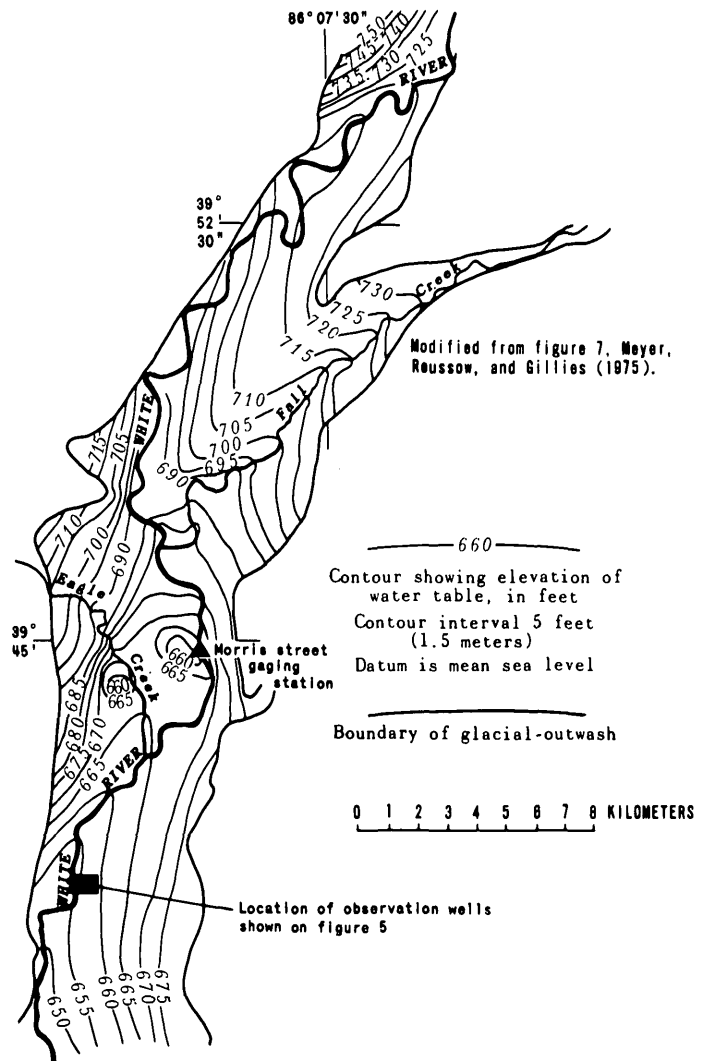 86° 07' 30"
750
745
740
735
730
725
RIVER
39°
52'
30"
730
Creek
725
720
715
Modified from figure 7, Meyer,
Reussow, and Gillies (1975).
710
Fall
705
700
695
690
WHITE
715
705
710
700
690
660
Contour showing elevation of
water table, in feet
Contour interval 5 feet
(1.5 meters)
Datum is mean sea level
Eagle
39°
45'
Creek
660
665
Morris street
gaging
station
660
665
685
680
670
675
665
RIVER
Boundary of glacial-outwash
0 1 2 3 4 5 6 7 8 KILOMETERS
WHITE
Location of observation wells
shown on figure 5
650
655
660
665
670
675